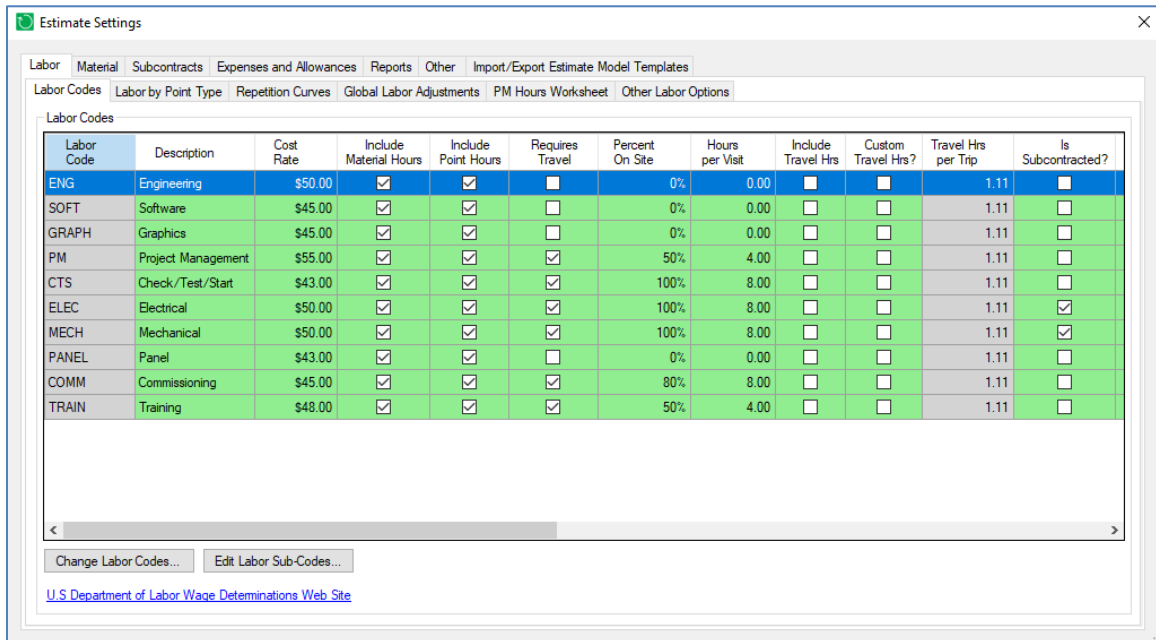 Estimate Settings
Labor Material Subcontracts Expenses and Allowances Reports Other Import/Export Estimate Model Templates
Labor Codes Labor by Point Type Repetition Curves Global Labor Adjustments PM Hours Worksheet Other Labor Options
Labor Codes
Labor Code Description Cost Rate Include Material Hours Include Point Hours Requires Travel Percent On Site Hours per Visit Include Travel Hrs Custom Travel Hrs? Travel Hrs per Trip Is Subcontracted?
ENG Engineering $50.00 0% 0.00 1.11
SOFT Software $45.00 0% 0.00 1.11
GRAPH Graphics $45.00 0% 0.00 1.11
PM Project Management $55.00 50% 4.00 1.11
CTS Check/Test/Start $43.00 100% 8.00 1.11
ELEC Electrical $50.00 100% 8.00 1.11
MECH Mechanical $50.00 100% 8.00 1.11
PANEL Panel $43.00 0% 0.00 1.11
COMM Commissioning $45.00 80% 8.00 1.11
TRAIN Training $48.00 50% 4.00 1.11
Change Labor Codes... Edit Labor Sub-Codes...
U.S Department of Labor Wage Determinations Web Site